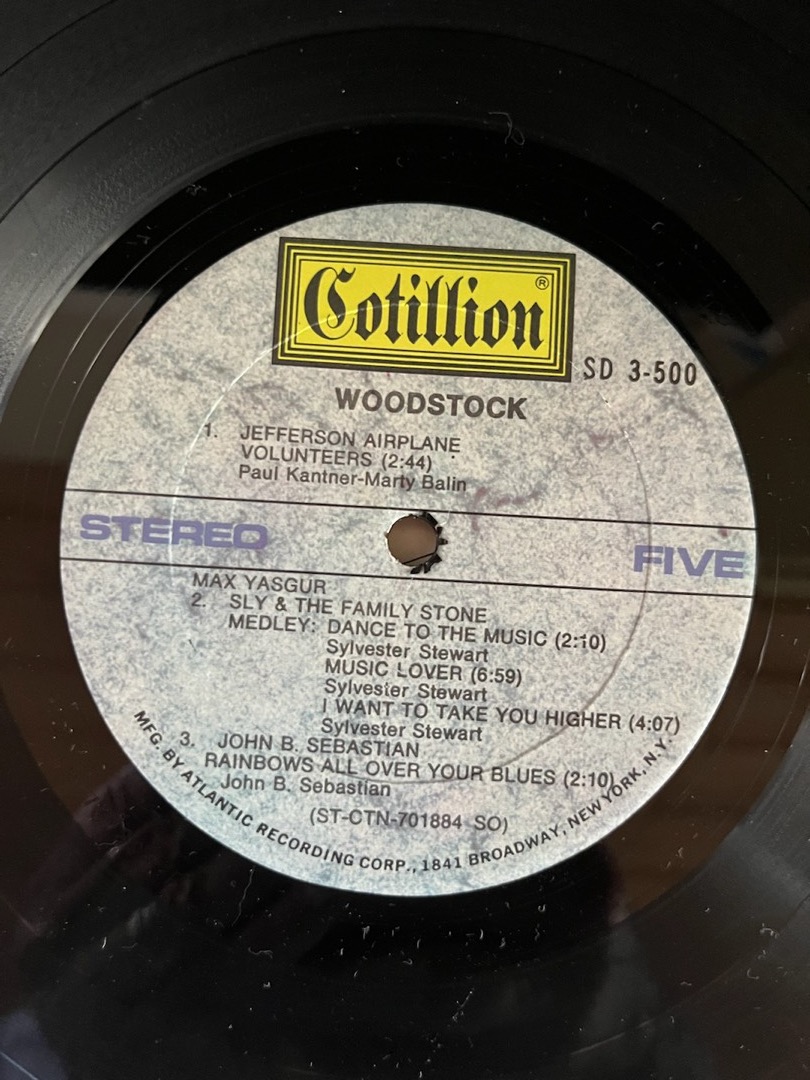 Cotillion ®
SD 3-500
WOODSTOCK
1. JEFFERSON AIRPLANE
VOLUNTEERS (2:44)
Paul Kantner-Marty Balin
STEREO
FIVE
MAX YASGUR
2. SLY & THE FAMILY STONE
MEDLEY: DANCE TO THE MUSIC (2:10)
Sylvester Stewart
MUSIC LOVER (6:59)
Sylvester Stewart
I WANT TO TAKE YOU HIGHER (4:07)
Sylvester Stewart
3. JOHN B. SEBASTIAN
RAINBOWS ALL OVER YOUR BLUES (2:10)
John B. Sebastian
(ST-CTN-701884 SO)
MFG. BY ATLANTIC RECORDING CORP., 1841 BROADWAY, NEW YORK, N.Y.